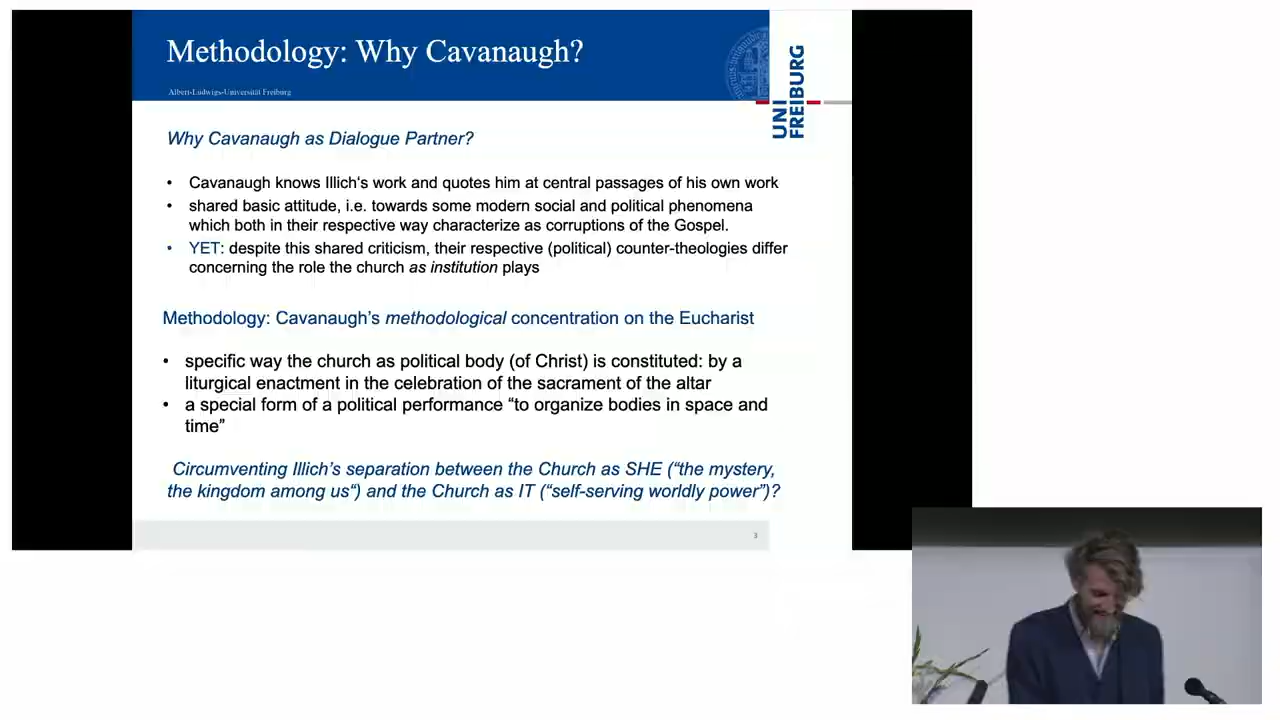 Methodology: Why Cavanaugh?
Albert-Ludwigs-Universität Freiburg
UNI
FREIBURG
Why Cavanaugh as Dialogue Partner?
• Cavanaugh knows Illich‘s work and quotes him at central passages of his own work
• shared basic attitude, i.e. towards some modern social and political phenomena
which both in their respective way characterize as corruptions of the Gospel.
• YET: despite this shared criticism, their respective (political) counter-theologies differ
concerning the role the church as institution plays
Methodology: Cavanaugh’s methodological concentration on the Eucharist
• specific way the church as political body (of Christ) is constituted: by a
liturgical enactment in the celebration of the sacrament of the altar
• a special form of a political performance “to organize bodies in space and
time”
Circumventing Illich’s separation between the Church as SHE (“the mystery,
the kingdom among us“) and the Church as IT (“self-serving worldly power”)?
3